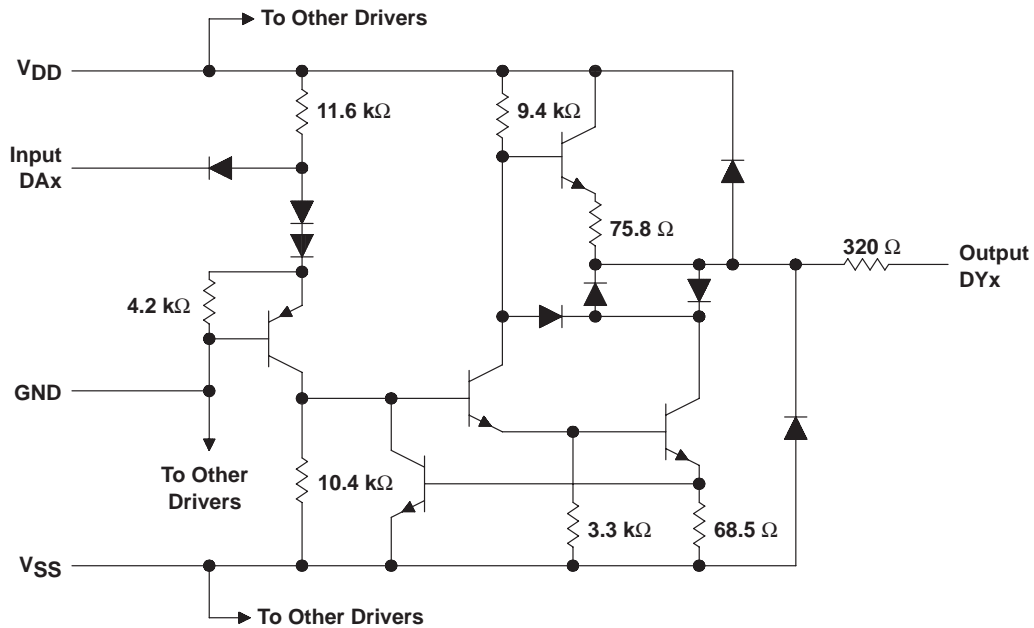 To Other Drivers
VDD
11.6 kΩ
9.4 kΩ
Input
DAx
75.8 Ω
320 Ω
Output
DYx
4.2 kΩ
GND
To Other
Drivers
10.4 kΩ
3.3 kΩ
68.5 Ω
VSS
To Other Drivers